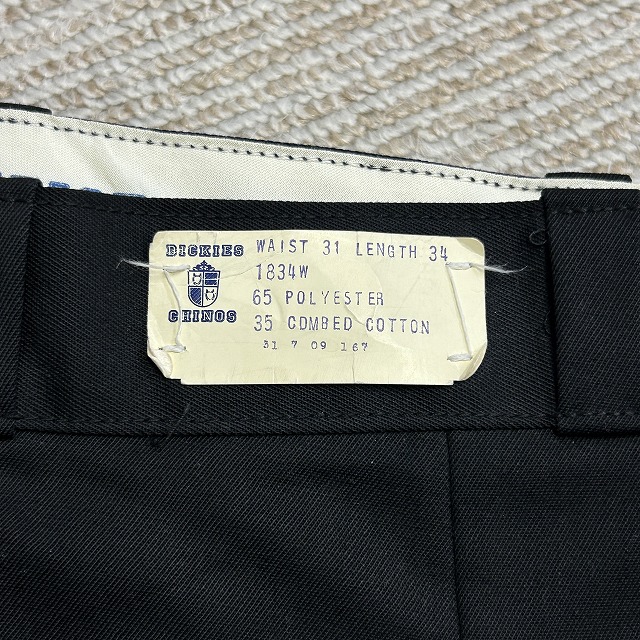 DICKIES
CHINOS
WAIST 31 LENGTH 34
1834W
65 POLYESTER
35 COMBED COTTON
31 7 09 167